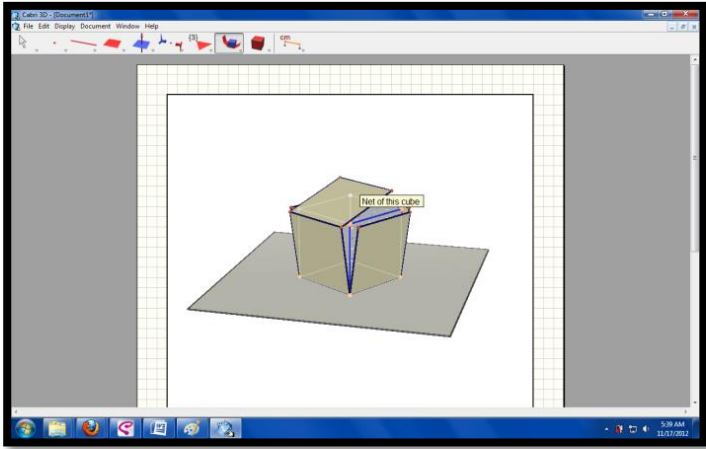 Cabri 3D - [Document1*]
File Edit Display Document Window Help
{3}
cm
Net of this cube
5:39 AM
11/17/2012